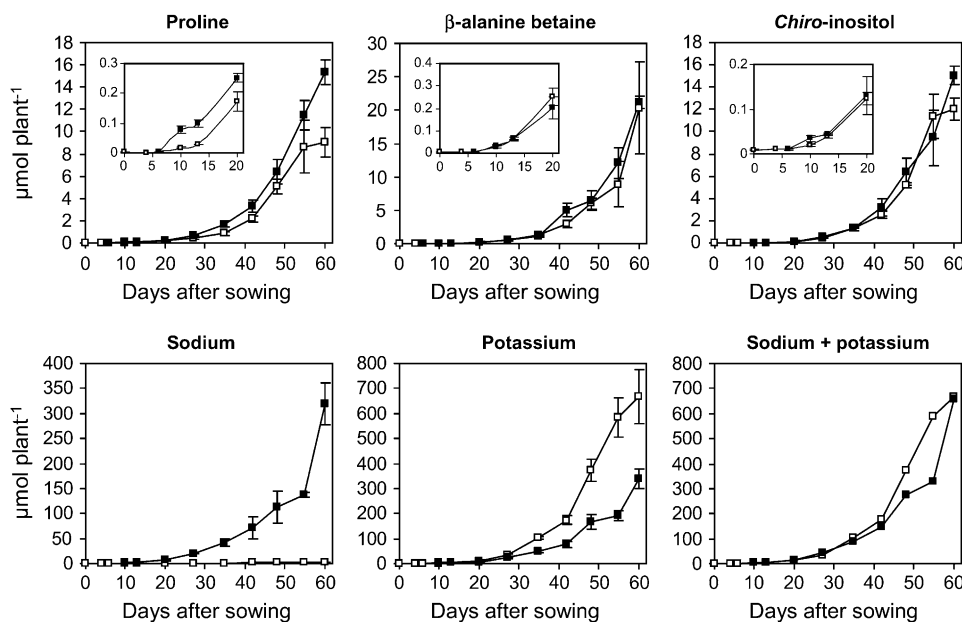 Proline
β-alanine betaine
Chiro-inositol
μmol plant⁻¹
18
16
14
12
10
8
6
4
2
0
0 10 20 30 40 50 60
Days after sowing
0.3
0.2
0.1
0
0 5 10 15 20
30
25
20
15
10
5
0
0 10 20 30 40 50 60
Days after sowing
0.4
0.3
0.2
0.1
0
0 5 10 15 20
18
16
14
12
10
8
6
4
2
0
0 10 20 30 40 50 60
Days after sowing
0.2
0.1
0
0 5 10 15 20
Sodium
Potassium
Sodium + potassium
μmol plant⁻¹
400
350
300
250
200
150
100
50
0
0 10 20 30 40 50 60
Days after sowing
800
700
600
500
400
300
200
100
0
0 10 20 30 40 50 60
Days after sowing
800
700
600
500
400
300
200
100
0
0 10 20 30 40 50 60
Days after sowing